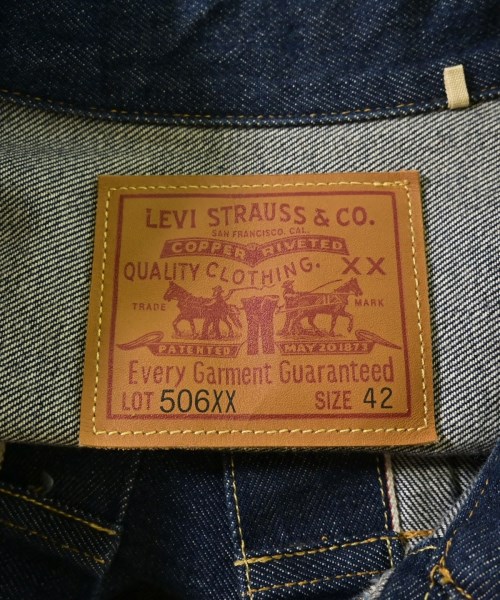 LEVI STRAUSS & CO.
SAN FRANCISCO, CAL.
COPPER RIVETED
QUALITY CLOTHING. XX
TRADE MARK
PATENTED MAY 20 1873
Every Garment Guaranteed
LOT 506XX SIZE 42